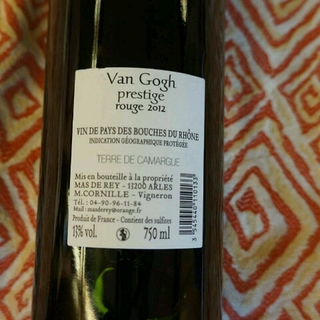 Van Gogh
prestige
rouge 2012
VIN DE PAYS DES BOUCHES DU RHÔNE
INDICATION GÉOGRAPHIQUE PROTÉGÉE
TERRE DE CAMARGUE
Mis en bouteille à la propriété
MAS DE REY - 13200 ARLES
M.CORNILLE - Vigneron
Tél : 04-90-96-11-84
Mail : masderey@orange.fr
Produit de France - Contient des sulfites
13% vol.
750 ml